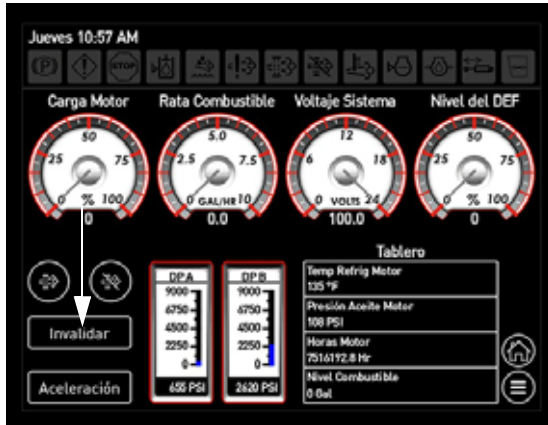 Jueves 10:57 AM
(P) STOP
Carga Motor Rata Combustible Voltaje Sistema Nivel del DEF
50 5.0 12 50
25 75 2.5 7.5 6 18 25 75
0 % 100 0 GAL/HR 10 0 VOLTS 24 0 % 100
0 0.0 100.0 0
Tablero
DP A DP B
9000 9000
6750 6750
4500 4500
2250 2250
0 0
655 PSI 2620 PSI
Temp Refrig Motor
135 °F
Presión Aceite Motor
108 PSI
Horas Motor
7516192.8 Hr
Nivel Combustible
0 Gal
Invalidar
Aceleración